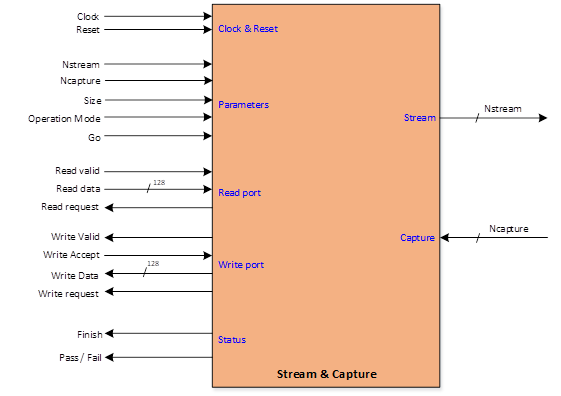 Clock
Reset
Clock & Reset
Nstream
Ncapture
Size
Operation Mode
Go
Parameters
Stream
Nstream
Read valid
Read data
128
Read request
Read port
Write Valid
Write Accept
Write Data
128
Write request
Write port
Capture
Ncapture
Finish
Pass / Fail
Status
Stream & Capture